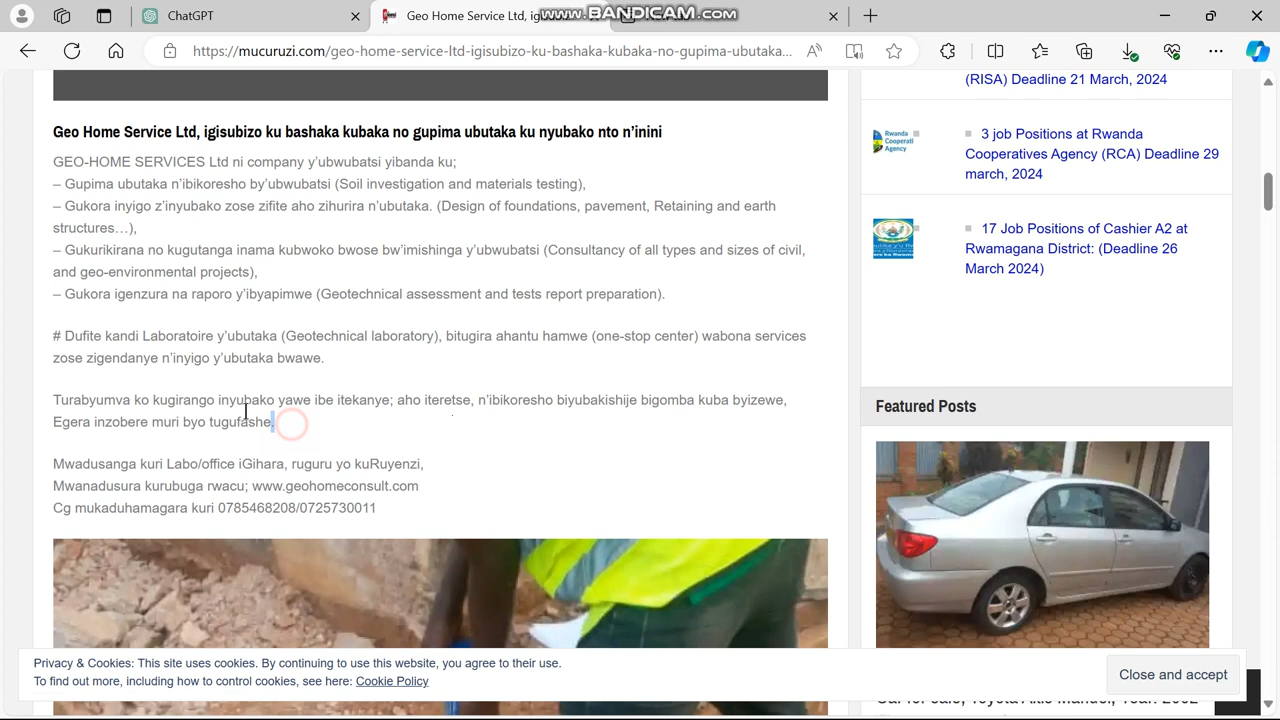 ChatGPT
Geo Home Service Ltd, igisubizo
www.BANDICAM.com
https://mucuruzi.com/geo-home-service-ltd-igisubizo-ku-bashaka-kubaka-no-gupima-ubutaka...
Geo Home Service Ltd, igisubizo ku bashaka kubaka no gupima ubutaka ku nyubako nto n’inini
GEO-HOME SERVICES Ltd ni company y’ubwubatsi yibanda ku;
– Gupima ubutaka n’ibikoresho by’ubwubatsi (Soil investigation and materials testing),
– Gukora inyigo z’inyubako zose zifite aho zihurira n’ubutaka. (Design of foundations, pavement, Retaining and earth
structures…),
– Gukurikirana no kugutanga inama kubwoko bwose bw’imishinga y’ubwubatsi (Consultancy of all types and sizes of civil,
and geo-environmental projects),
– Gukora igenzura na raporo y’ibyapimwe (Geotechnical assessment and tests report preparation).
# Dufite kandi Laboratoire y’ubutaka (Geotechnical laboratory), bitugira ahantu hamwe (one-stop center) wabona services
zose zigendanye n’inyigo y’ubutaka bwawe.
Turabyumva ko kugirango inyubako yawe ibe itekanye; aho iteretse, n’ibikoresho biyubakishije bigomba kuba byizewe,
Egera inzobere muri byo tugufashe.
Mwadusanga kuri Labo/office iGihara, ruguru yo kuRuyenzi,
Mwanadusura kurubuga rwacu; www.geohomeconsult.com
Cg mukaduhamagara kuri 0785468208/0725730011
(RISA) Deadline 21 March, 2024
Rwanda
Cooperati
Agency
3 job Positions at Rwanda
Cooperatives Agency (RCA) Deadline 29
march, 2024
17 Job Positions of Cashier A2 at
Rwamagana District: (Deadline 26
March 2024)
Featured Posts
Privacy & Cookies: This site uses cookies. By continuing to use this website, you agree to their use.
To find out more, including how to control cookies, see here: Cookie Policy
Close and accept